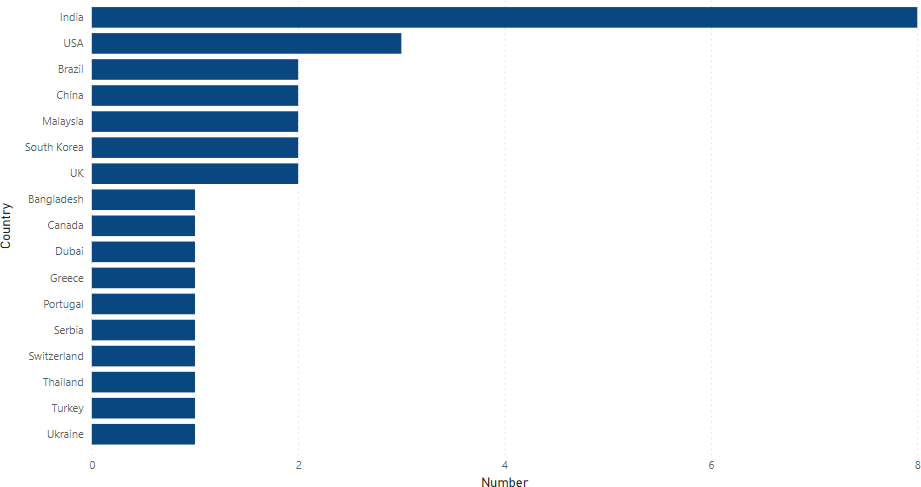 India
USA
Brazil
China
Malaysia
South Korea
UK
Bangladesh
Canada
Dubai
Greece
Portugal
Serbia
Switzerland
Thailand
Turkey
Ukraine
Country
0 2 4 6 8
Number